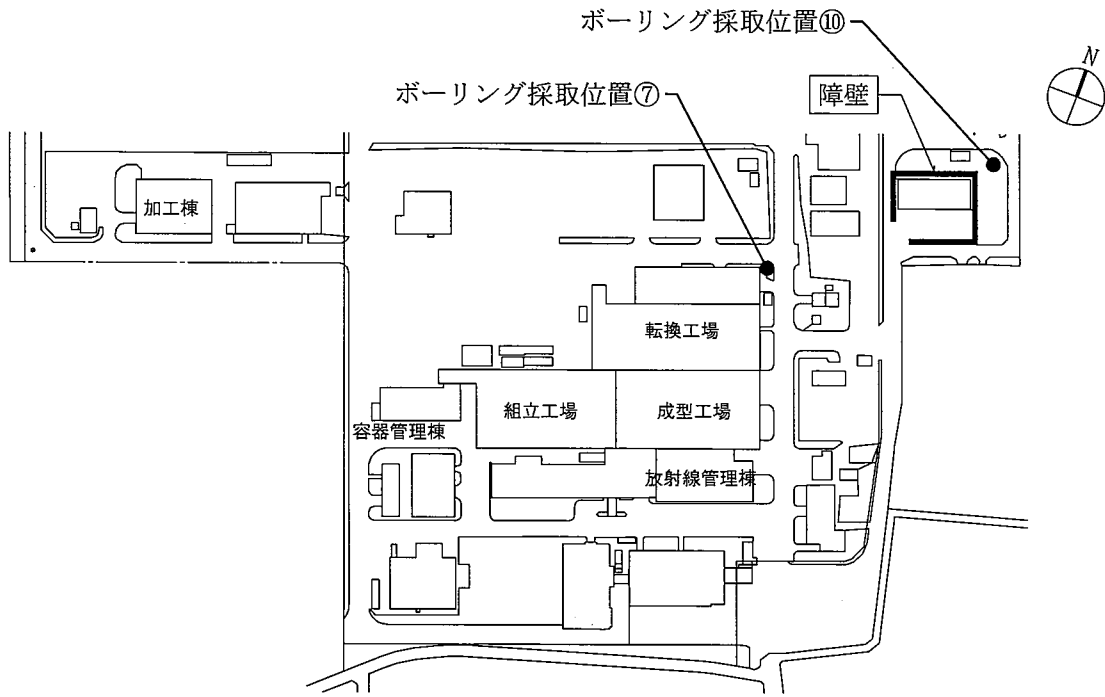 ボーリング採取位置⑩
N
ボーリング採取位置⑦
障壁
加工棟
転換工場
組立工場
成型工場
容器管理棟
放射線管理棟